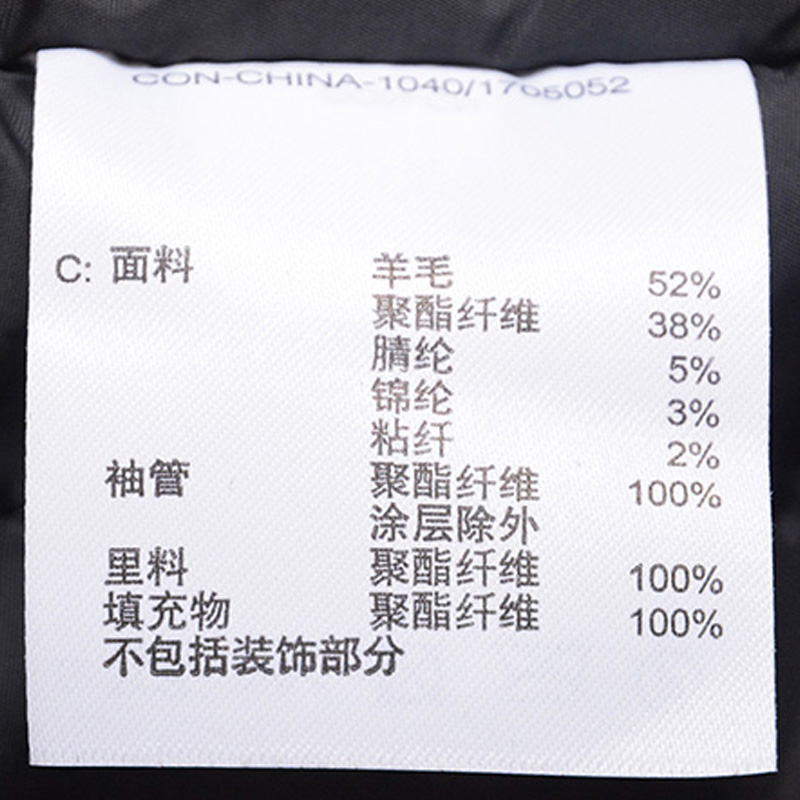 CON-CHINA-1040/1765052
C: 面料 羊毛 52%
聚酯纤维 38%
腈纶 5%
锦纶 3%
粘纤 2%
袖管 聚酯纤维 100%
涂层除外
里料 聚酯纤维 100%
填充物 聚酯纤维 100%
不包括装饰部分